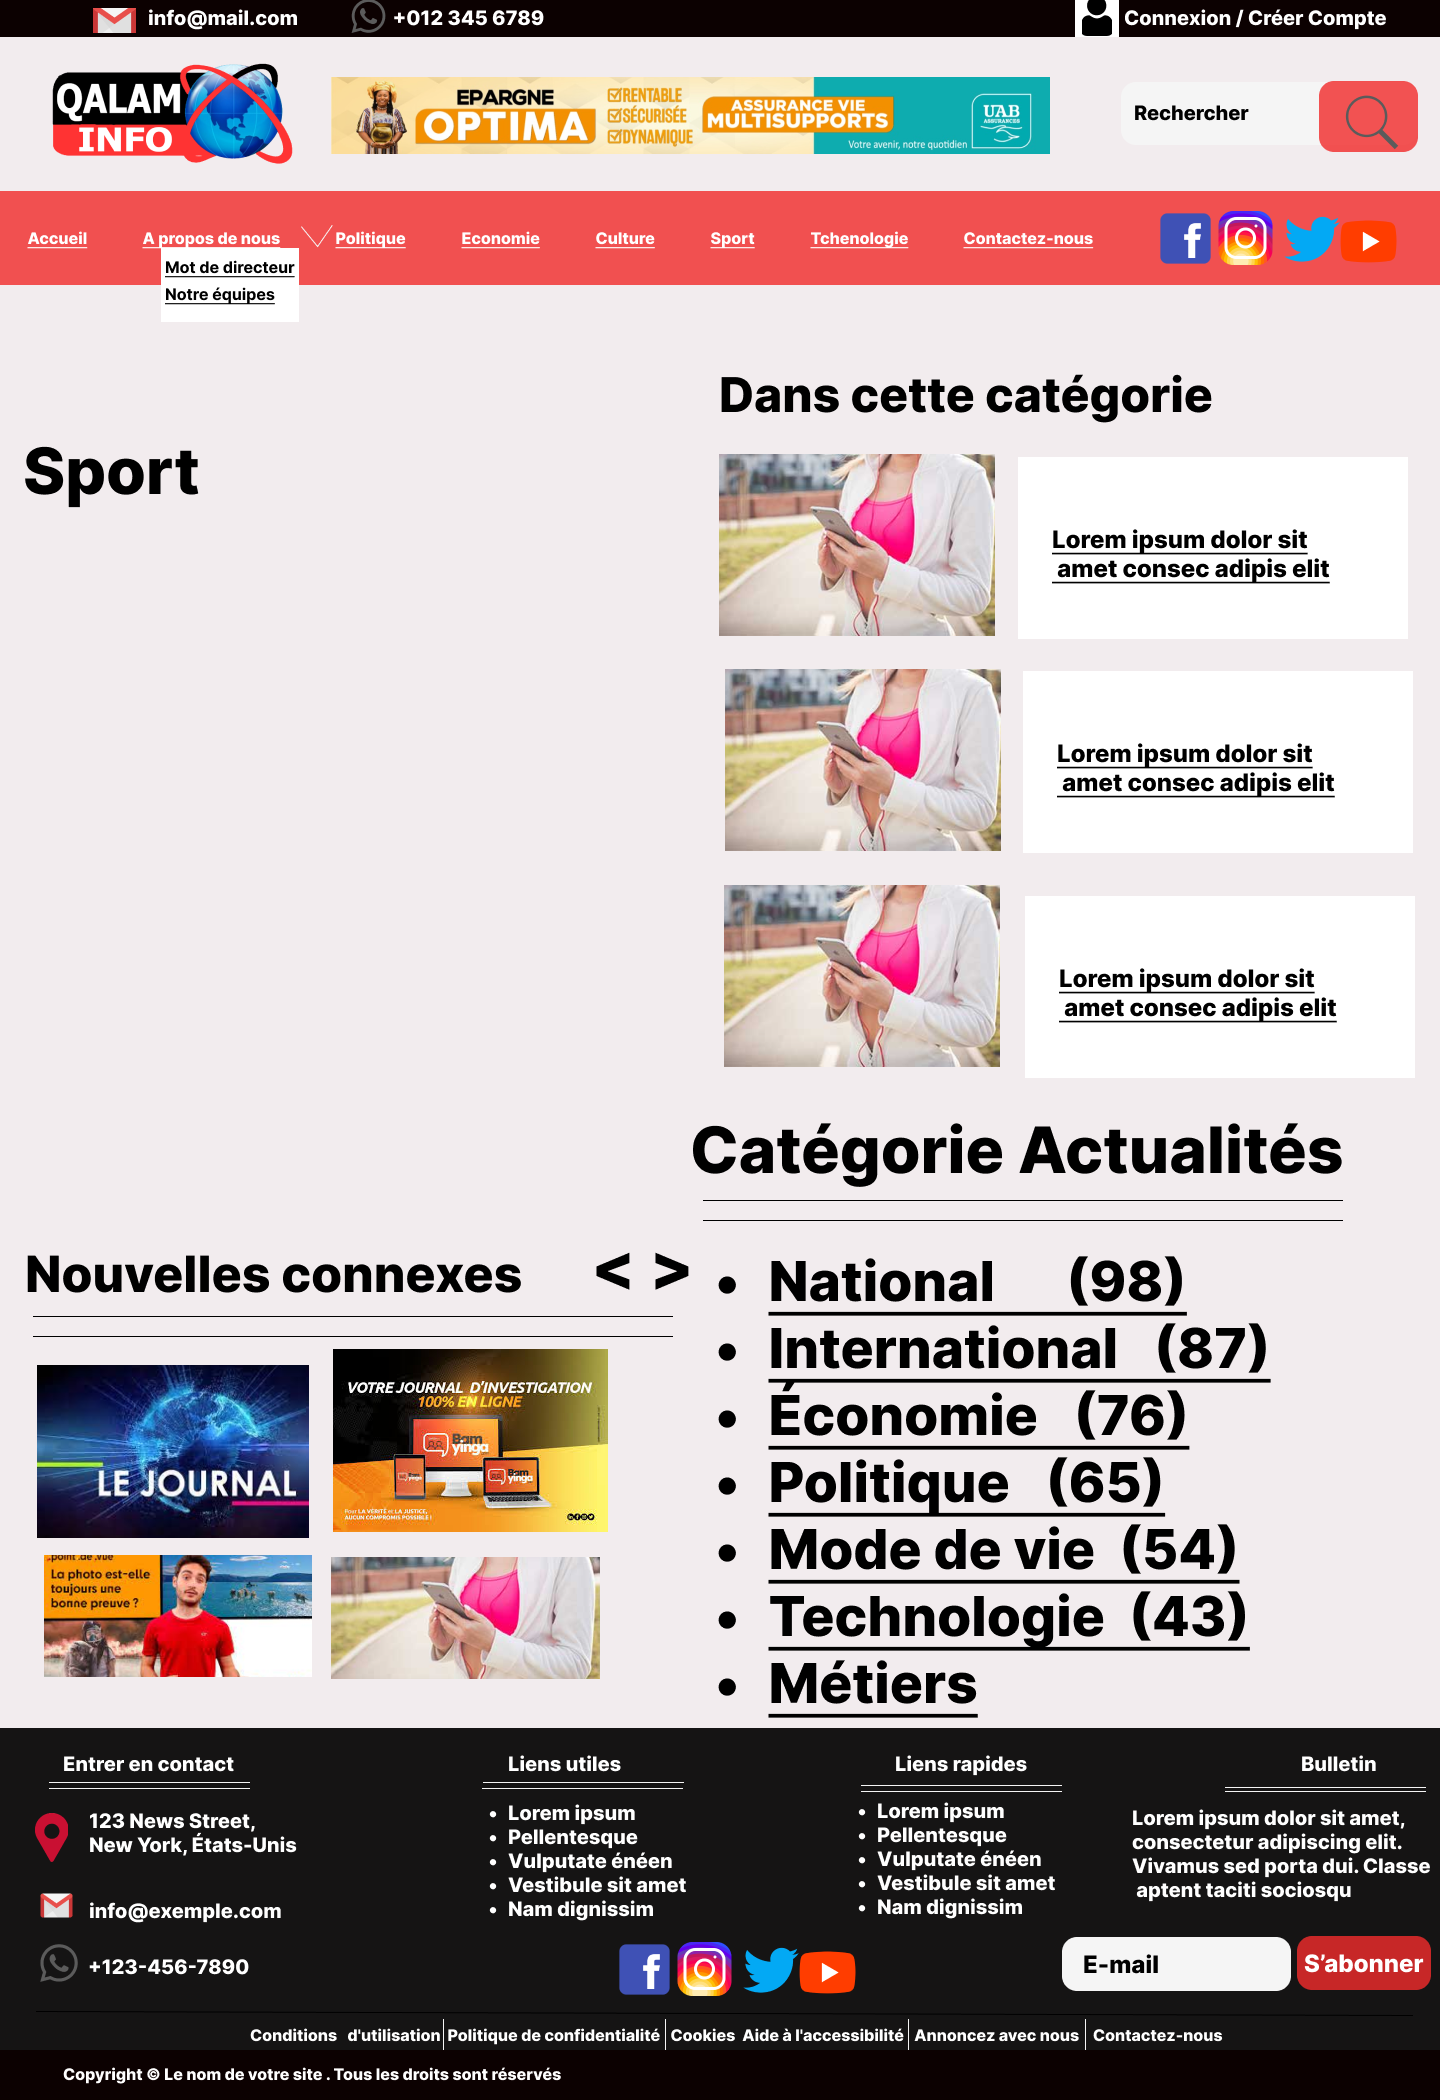 info@mail.com
+012 345 6789
Connexion / Créer Compte
QALAM
INFO
EPARGNE
OPTIMA
RENTABLE
SÉCURISÉE
DYNAMIQUE
ASSURANCE VIE
MULTISUPPORTS
UAB
ASSURANCES
Votre avenir, notre quotidien
Rechercher
Accueil
A propos de nous
Politique
Economie
Culture
Sport
Tchenologie
Contactez-nous
Mot de directeur
Notre équipes
Dans cette catégorie
Sport
Lorem ipsum dolor sit
amet consec adipis elit
Lorem ipsum dolor sit
amet consec adipis elit
Lorem ipsum dolor sit
amet consec adipis elit
Catégorie Actualités
Nouvelles connexes < >
• National (98)
• International (87)
• Économie (76)
• Politique (65)
• Mode de vie (54)
• Technologie (43)
• Métiers
LE JOURNAL
VOTRE JOURNAL D'INVESTIGATION
100% EN LIGNE
Bam
yinga
Bam
yinga
Bam
yinga
Pour LA VÉRITÉ et LA JUSTICE,
AUCUN COMPROMIS POSSIBLE !
point .de .vue
La photo est-elle
toujours une
bonne preuve ?
Entrer en contact
123 News Street,
New York, États-Unis
info@exemple.com
+123-456-7890
Liens utiles
• Lorem ipsum
• Pellentesque
• Vulputate énéen
• Vestibule sit amet
• Nam dignissim
Liens rapides
• Lorem ipsum
• Pellentesque
• Vulputate énéen
• Vestibule sit amet
• Nam dignissim
Bulletin
Lorem ipsum dolor sit amet,
consectetur adipiscing elit.
Vivamus sed porta dui. Classe
aptent taciti sociosqu
E-mail
S’abonner
Conditions d'utilisation Politique de confidentialité Cookies Aide à l'accessibilité Annoncez avec nous Contactez-nous
Copyright © Le nom de votre site . Tous les droits sont réservés